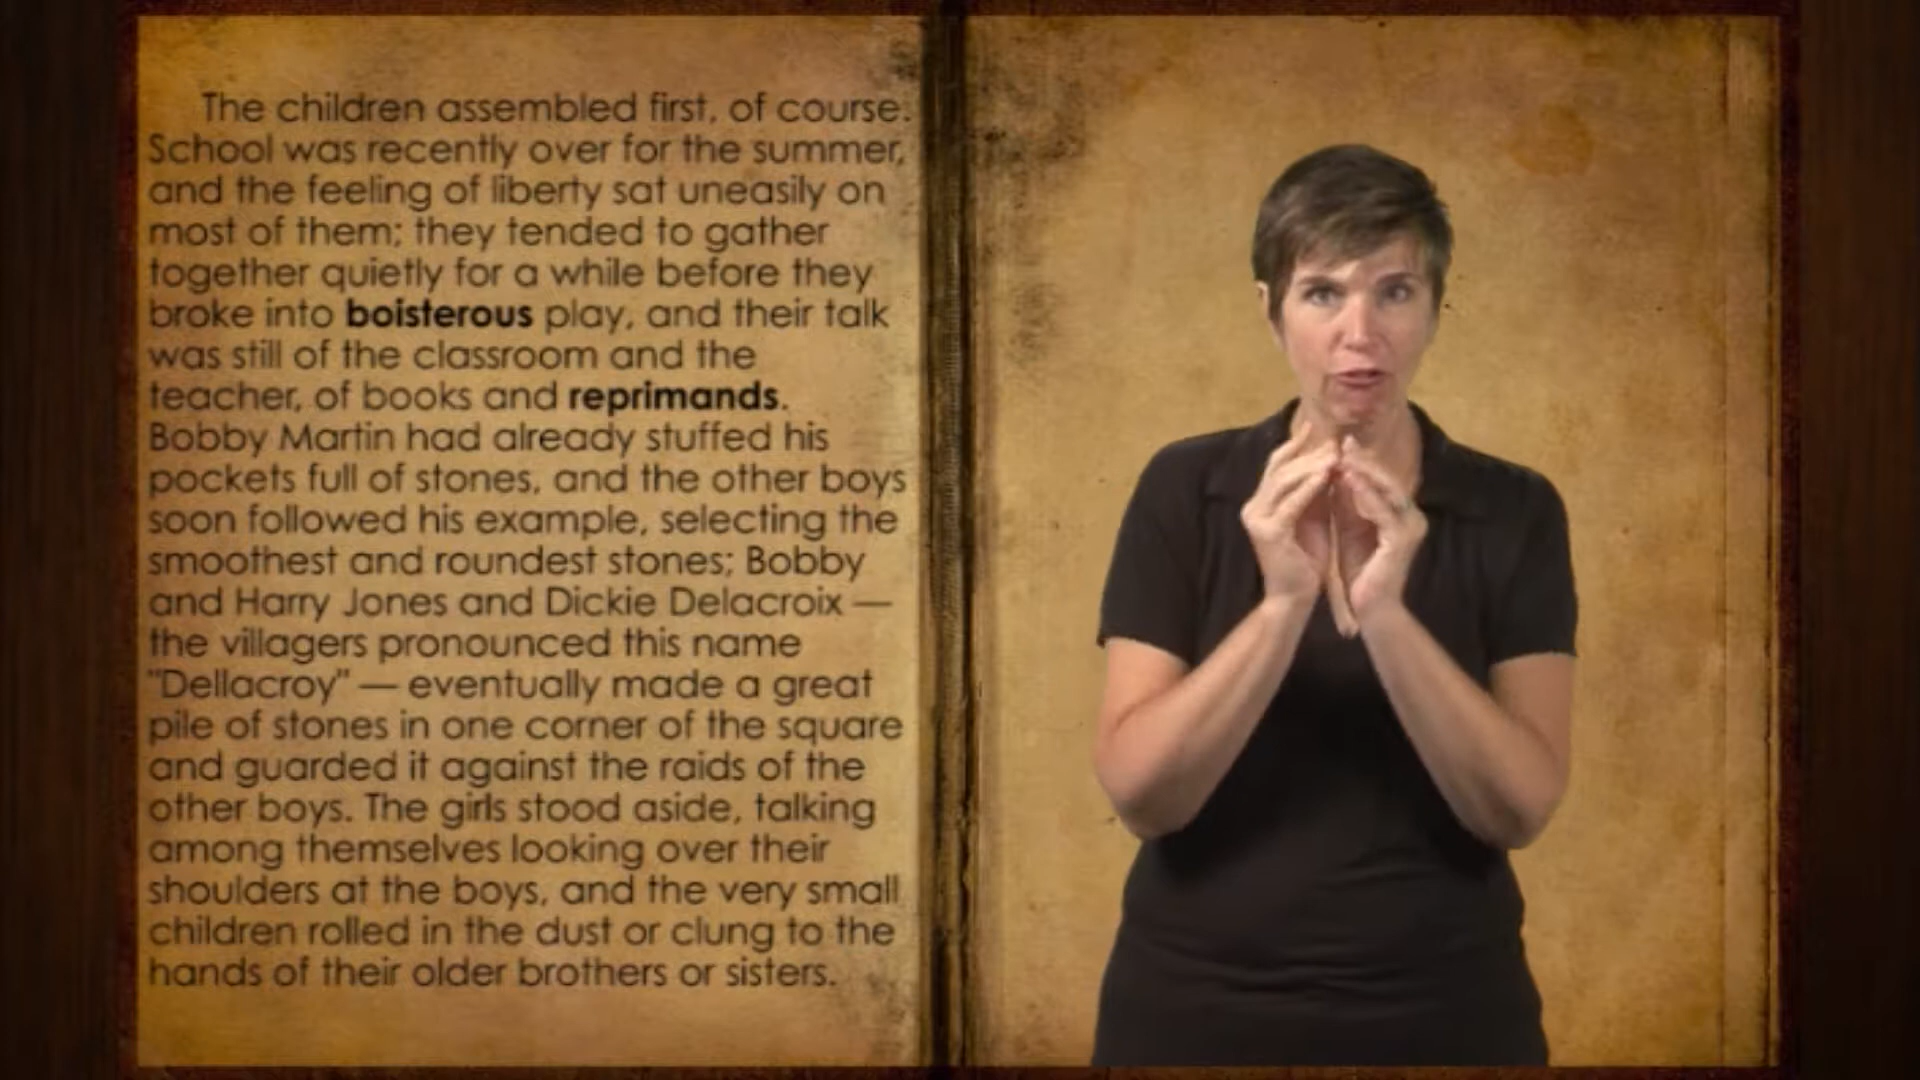 The children assembled first, of course.
School was recently over for the summer,
and the feeling of liberty sat uneasily on
most of them; they tended to gather
together quietly for a while before they
broke into boisterous play, and their talk
was still of the classroom and the
teacher, of books and reprimands.
Bobby Martin had already stuffed his
pockets full of stones, and the other boys
soon followed his example, selecting the
smoothest and roundest stones; Bobby
and Harry Jones and Dickie Delacroix —
the villagers pronounced this name
"Dellacroy" — eventually made a great
pile of stones in one corner of the square
and guarded it against the raids of the
other boys. The girls stood aside, talking
among themselves looking over their
shoulders at the boys, and the very small
children rolled in the dust or clung to the
hands of their older brothers or sisters.